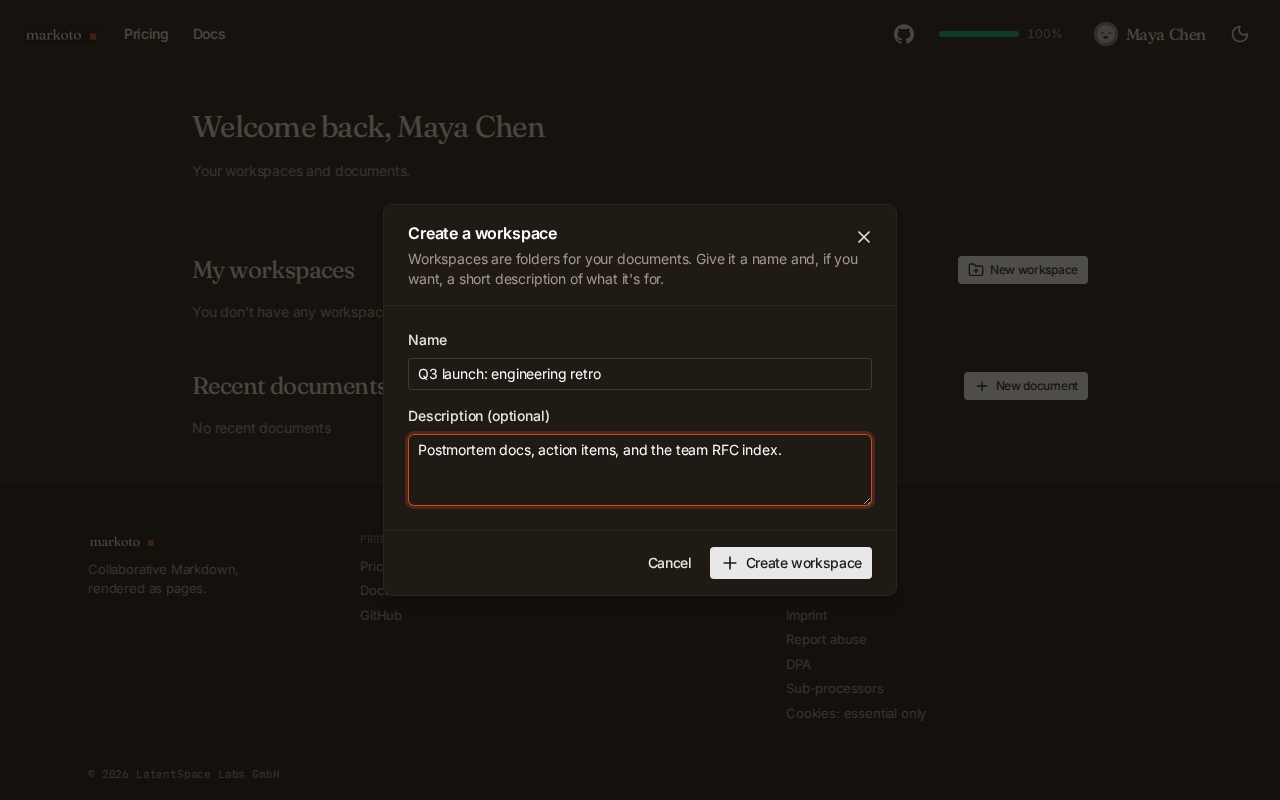 markoto
Pricing
Docs
100%
Maya Chen
Welcome back, Maya Chen
Your workspaces and documents.
Create a workspace
Workspaces are folders for your documents. Give it a name and, if you
want, a short description of what it's for.
My workspaces
New workspace
You don't have any
Name
Q3 launch: engineering retro
Recent documents
New document
No recent documents
Description (optional)
Postmortem docs, action items, and the team RFC index.
Cancel
Create workspace
markoto
Collaborative Markdown,
rendered as pages.
GitHub
Imprint
Report abuse
DPA
Sub-processors
Cookies: essential only
© 2026 LatentSpace Labs GmbH